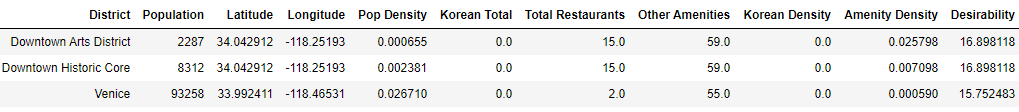 District Population Latitude Longitude Pop Density Korean Total Total Restaurants Other Amenities Korean Density Amenity Density Desirability
Downtown Arts District 2287 34.042912 -118.25193 0.000655 0.0 15.0 59.0 0.0 0.025798 16.898118
Downtown Historic Core 8312 34.042912 -118.25193 0.002381 0.0 15.0 59.0 0.0 0.007098 16.898118
Venice 93258 33.992411 -118.46531 0.026710 0.0 2.0 55.0 0.0 0.000590 15.752483